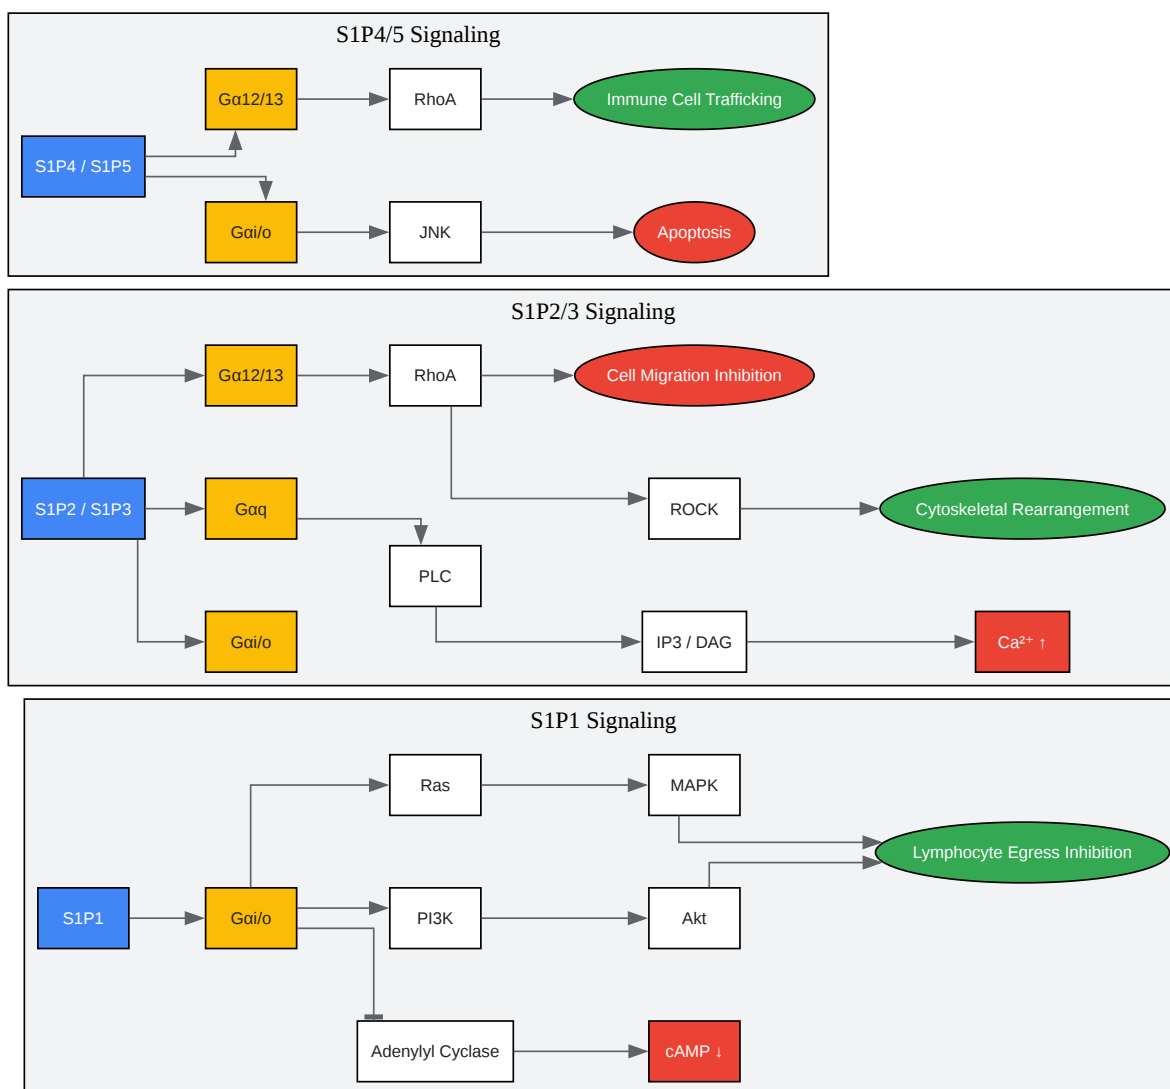 S1P4/5 Signaling
Gα12/13
RhoA
Immune Cell Trafficking
S1P4 / S1P5
Gαi/o
JNK
Apoptosis
S1P2/3 Signaling
Gα12/13
RhoA
Cell Migration Inhibition
S1P2 / S1P3
Gαq
ROCK
Cytoskeletal Rearrangement
PLC
Gαi/o
IP3 / DAG
Ca²⁺ ↑
S1P1 Signaling
Ras
MAPK
Lymphocyte Egress Inhibition
S1P1
Gαi/o
PI3K
Akt
Adenylyl Cyclase
cAMP ↓